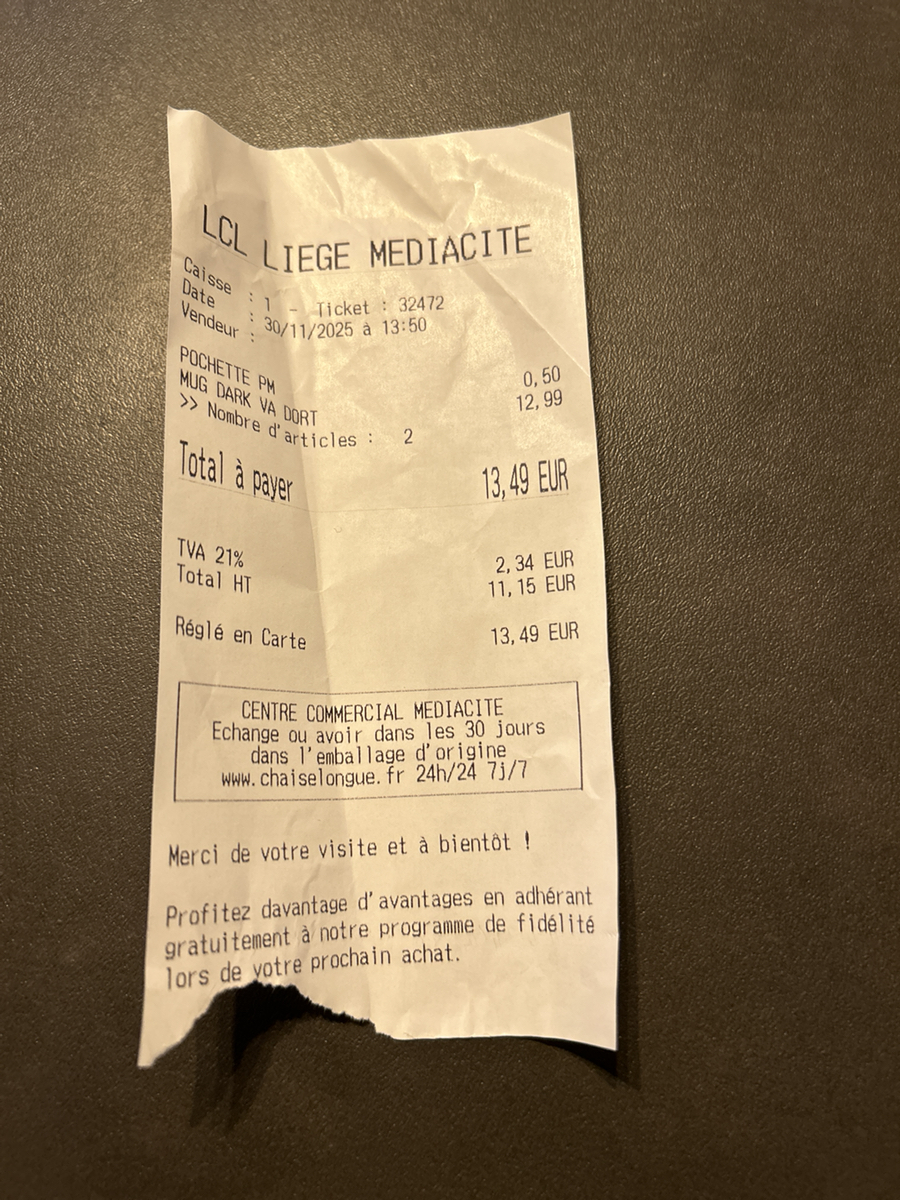 LCL LIEGE MEDIACITE
Caisse : 1 - Ticket : 32472
Date : 30/11/2025 à 13:50
Vendeur :
POCHETTE PM 0,50
MUG DARK VA DORT 12,99
>> Nombre d'articles : 2
Total à payer 13,49 EUR
TVA 21% 2,34 EUR
Total HT 11,15 EUR
Réglé en Carte 13,49 EUR
CENTRE COMMERCIAL MEDIACITE
Echange ou avoir dans les 30 jours
dans l'emballage d'origine
www.chaiselongue.fr 24h/24 7j/7
Merci de votre visite et à bientôt !
Profitez davantage d'avantages en adhérant
gratuitement à notre programme de fidélité
lors de votre prochain achat.